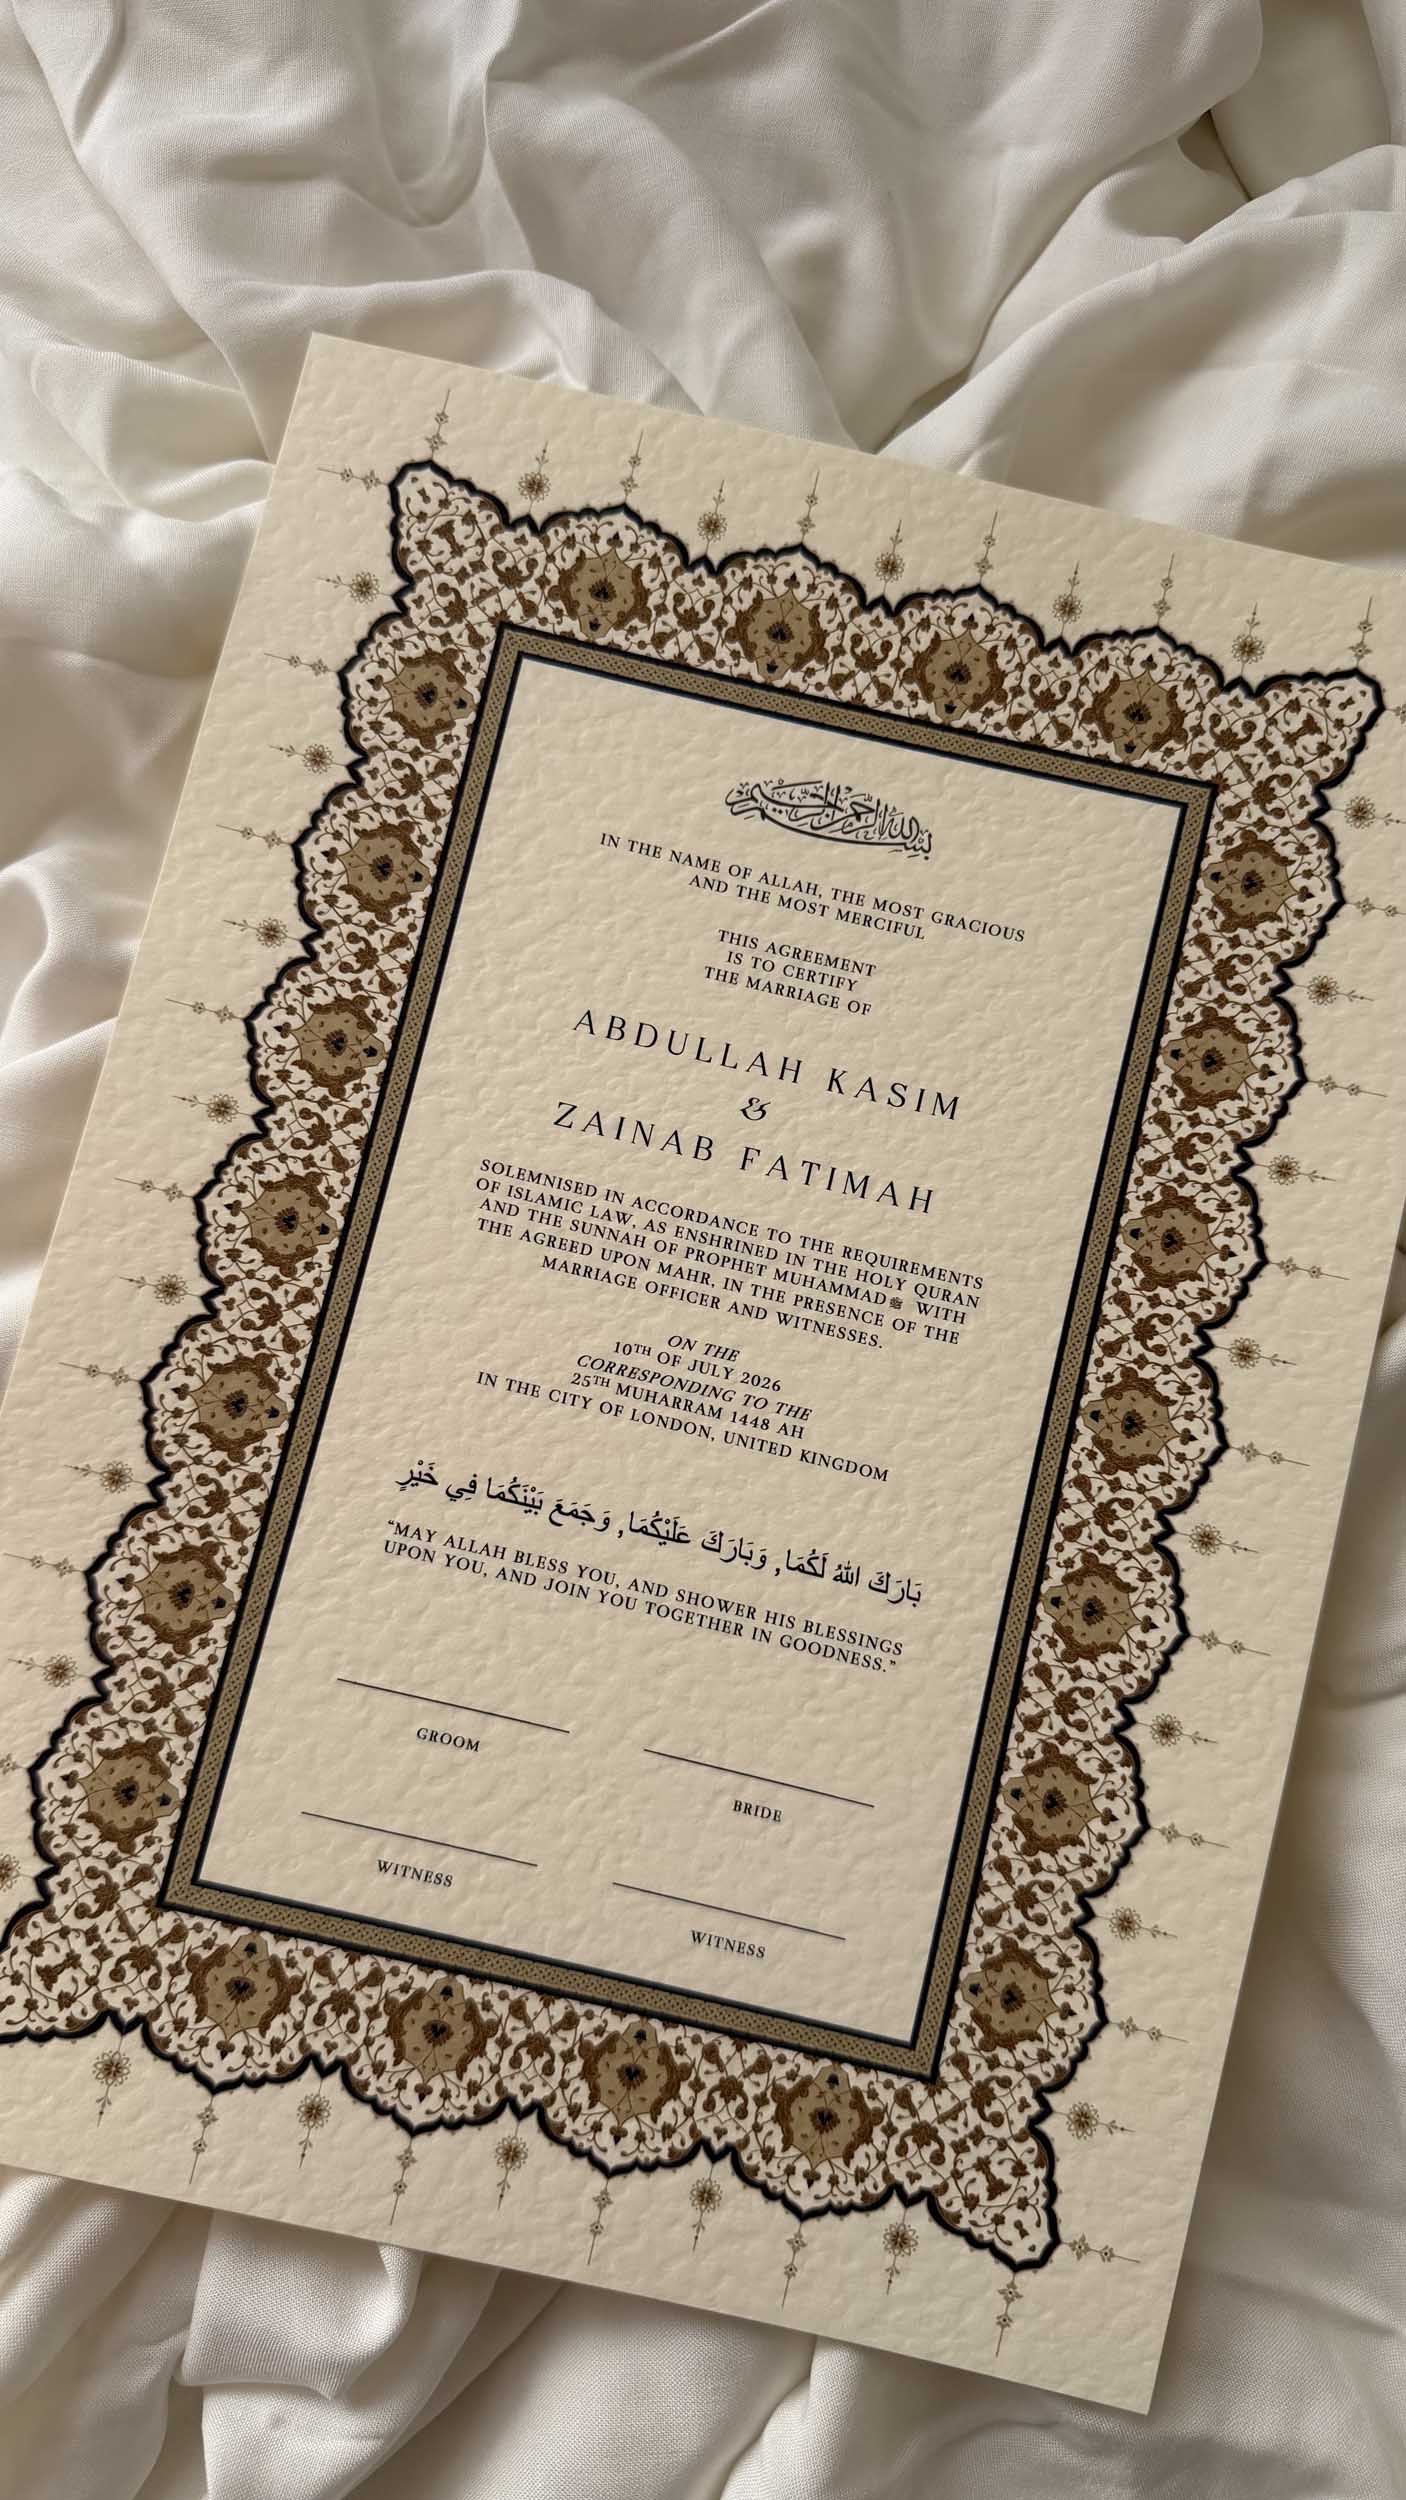 بسم الله الرحمن الرحيم
IN THE NAME OF ALLAH, THE MOST GRACIOUS
AND THE MOST MERCIFUL
THIS AGREEMENT
IS TO CERTIFY
THE MARRIAGE OF
ABDULLAH KASIM
&
ZAINAB FATIMAH
SOLEMNISED IN ACCORDANCE TO THE REQUIREMENTS
OF ISLAMIC LAW, AS ENSHRINED IN THE HOLY QURAN
AND THE SUNNAH OF PROPHET MUHAMMAD ﷺ WITH
THE AGREED UPON MAHR, IN THE PRESENCE OF THE
MARRIAGE OFFICER AND WITNESSES.
ON THE
10TH OF JULY 2026
CORRESPONDING TO THE
25TH MUHARRAM 1448 AH
IN THE CITY OF LONDON, UNITED KINGDOM
بَارَكَ اللهُ لَكُمَا, وَبَارَكَ عَلَيْكُمَا, وَجَمَعَ بَيْنَكُمَا فِي خَيْرٍ
“MAY ALLAH BLESS YOU, AND SHOWER HIS BLESSINGS
UPON YOU, AND JOIN YOU TOGETHER IN GOODNESS.”
GROOM
BRIDE
WITNESS
WITNESS